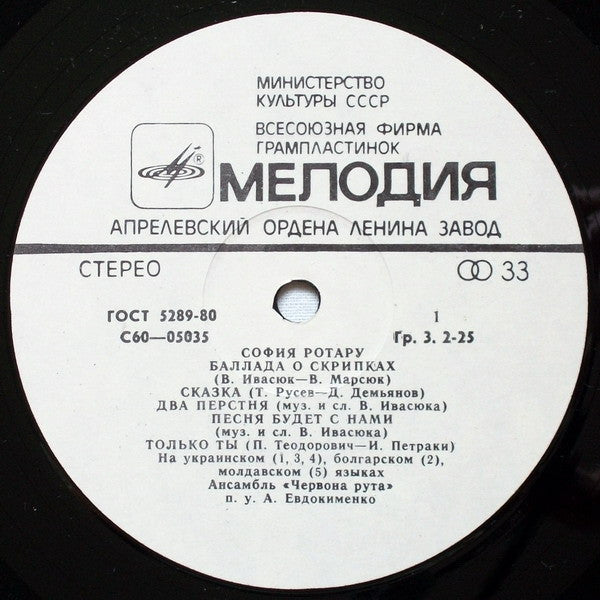 МИНИСТЕРСТВО
КУЛЬТУРЫ СССР
ВСЕСОЮЗНАЯ ФИРМА
ГРАМПЛАСТИНОК
®
МЕЛОДИЯ
АПРЕЛЕВСКИЙ ОРДЕНА ЛЕНИНА ЗАВОД
СТЕРЕО 33
ГОСТ 5289-80 1
С60—05035 Гр. 3. 2-25
СОФИЯ РОТАРУ
БАЛЛАДА О СКРИПКАХ
(В. Ивасюк—В. Марсюк)
СКАЗКА (Т. Русев—Д. Демьянов)
ДВА ПЕРСТНЯ (муз. и сл. В. Ивасюка)
ПЕСНЯ БУДЕТ С НАМИ
(муз. и сл. В. Ивасюка)
ТОЛЬКО ТЫ (П. Теодорович—И. Петраки)
На украинском (1, 3, 4), болгарском (2),
молдавском (5) языках
Ансамбль «Червона рута»
п. у А. Евдокименко